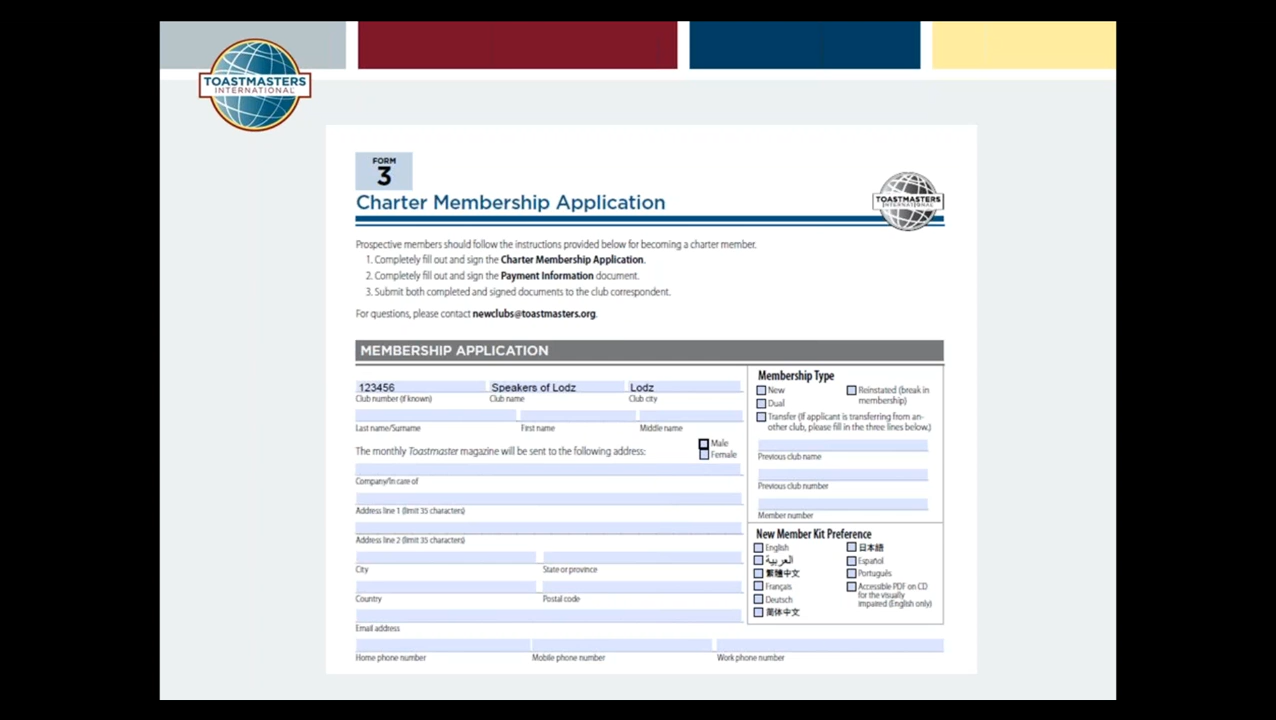 TOASTMASTERS
INTERNATIONAL
FORM
3
Charter Membership Application
TOASTMASTERS
INTERNATIONAL
Prospective members should follow the instructions provided below for becoming a charter member.
1. Completely fill out and sign the Charter Membership Application.
2. Completely fill out and sign the Payment Information document.
3. Submit both completed and signed documents to the club correspondent.
For questions, please contact newclubs@toastmasters.org.
MEMBERSHIP APPLICATION
123456 Speakers of Lodz Lodz
Club number (if known) Club name Club city
Last name/Surname First name Middle name
Male
The monthly Toastmaster magazine will be sent to the following address:
Female
Company/In care of
Address line 1 (limit 35 characters)
Address line 2 (limit 35 characters)
City State or province
Country Postal code
Email address
Home phone number Mobile phone number Work phone number
Membership Type
New
Dual
Reinstated (break in
membership)
Transfer (If applicant is transferring from an-
other club, please fill in the three lines below.)
Previous club name
Previous club number
Member number
New Member Kit Preference
English
العربية
繁體中文
Français
Deutsch
简体中文
日本語
Español
Português
Accessible PDF on CD
for the visually
impaired (English only)